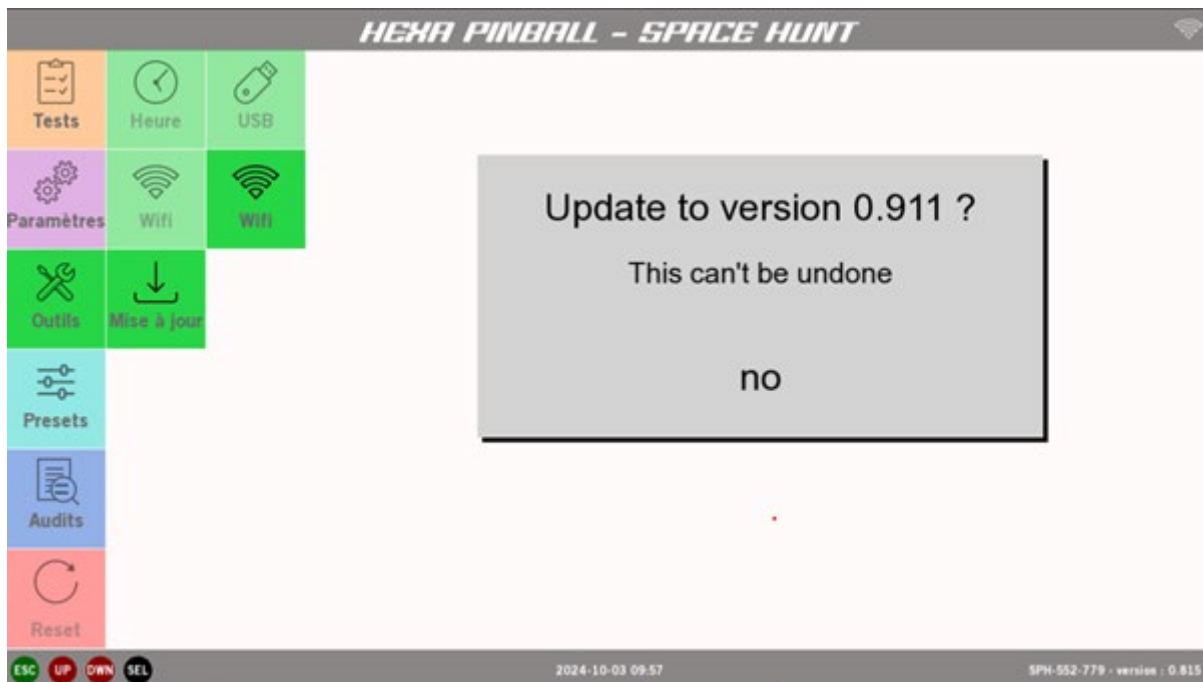 HEXA PINBALL - SPACE HUNT
Tests
Heure
USB
Paramètres
Wifi
Wifi
Outils
Mise à jour
Presets
Audits
Reset
Update to version 0.911 ?
This can't be undone
no
ESC UP DWN SEL
2024-10-03 09:57
SPH-552-779 - version : 0.815